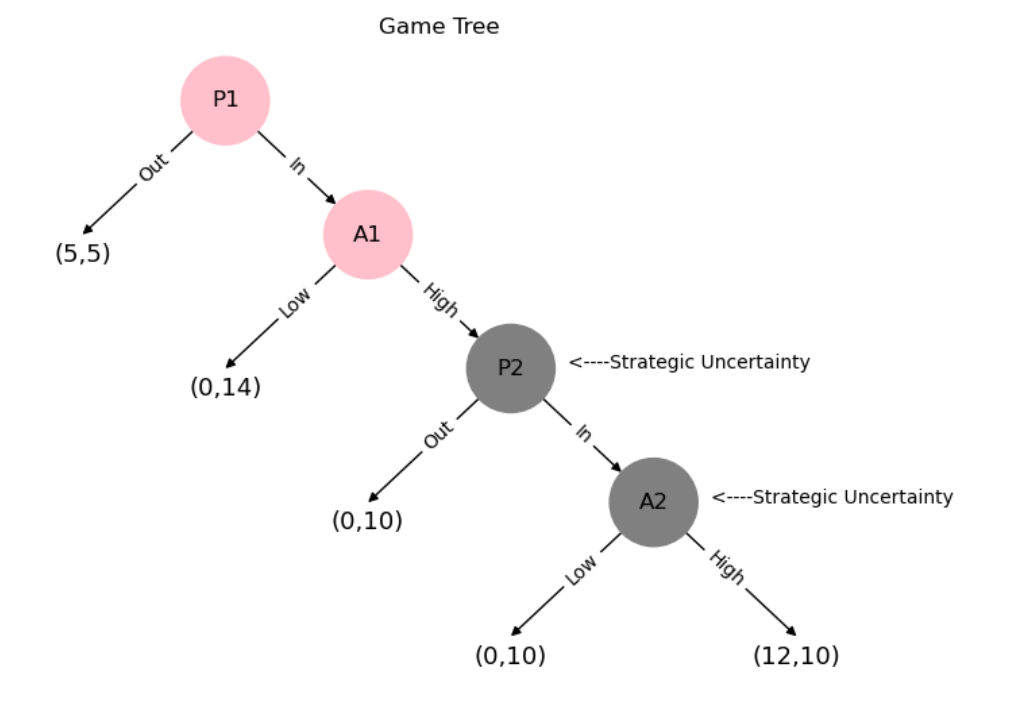 Game Tree
P1
Out
In
(5,5)
A1
Low
High
(0,14)
P2
<----Strategic Uncertainty
Out
In
(0,10)
A2
<----Strategic Uncertainty
Low
High
(0,10)
(12,10)